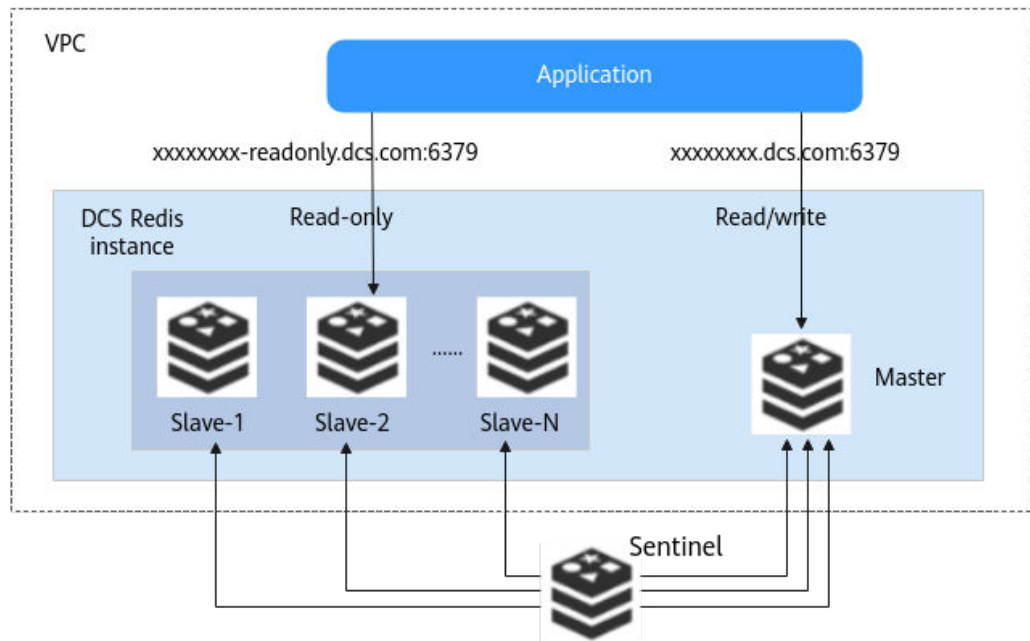 VPC
Application
xxxxxxxx-readonly.dcs.com:6379
xxxxxxxx.dcs.com:6379
DCS Redis
instance
Read-only
Read/write
......
Slave-1
Slave-2
Slave-N
Master
Sentinel